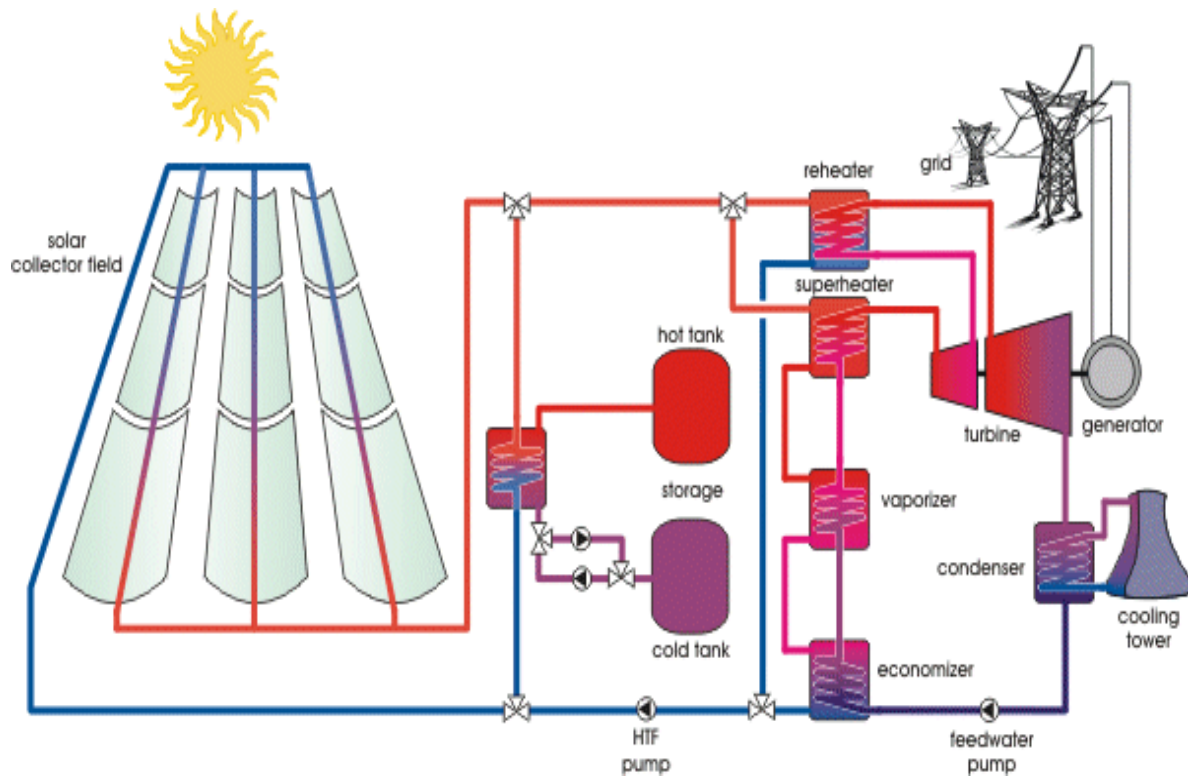 reheater
grid
solar
collector field
superheater
hot tank
turbine
generator
storage
vaporizer
condenser
cooling
tower
cold tank
economizer
HTF
pump
feedwater
pump